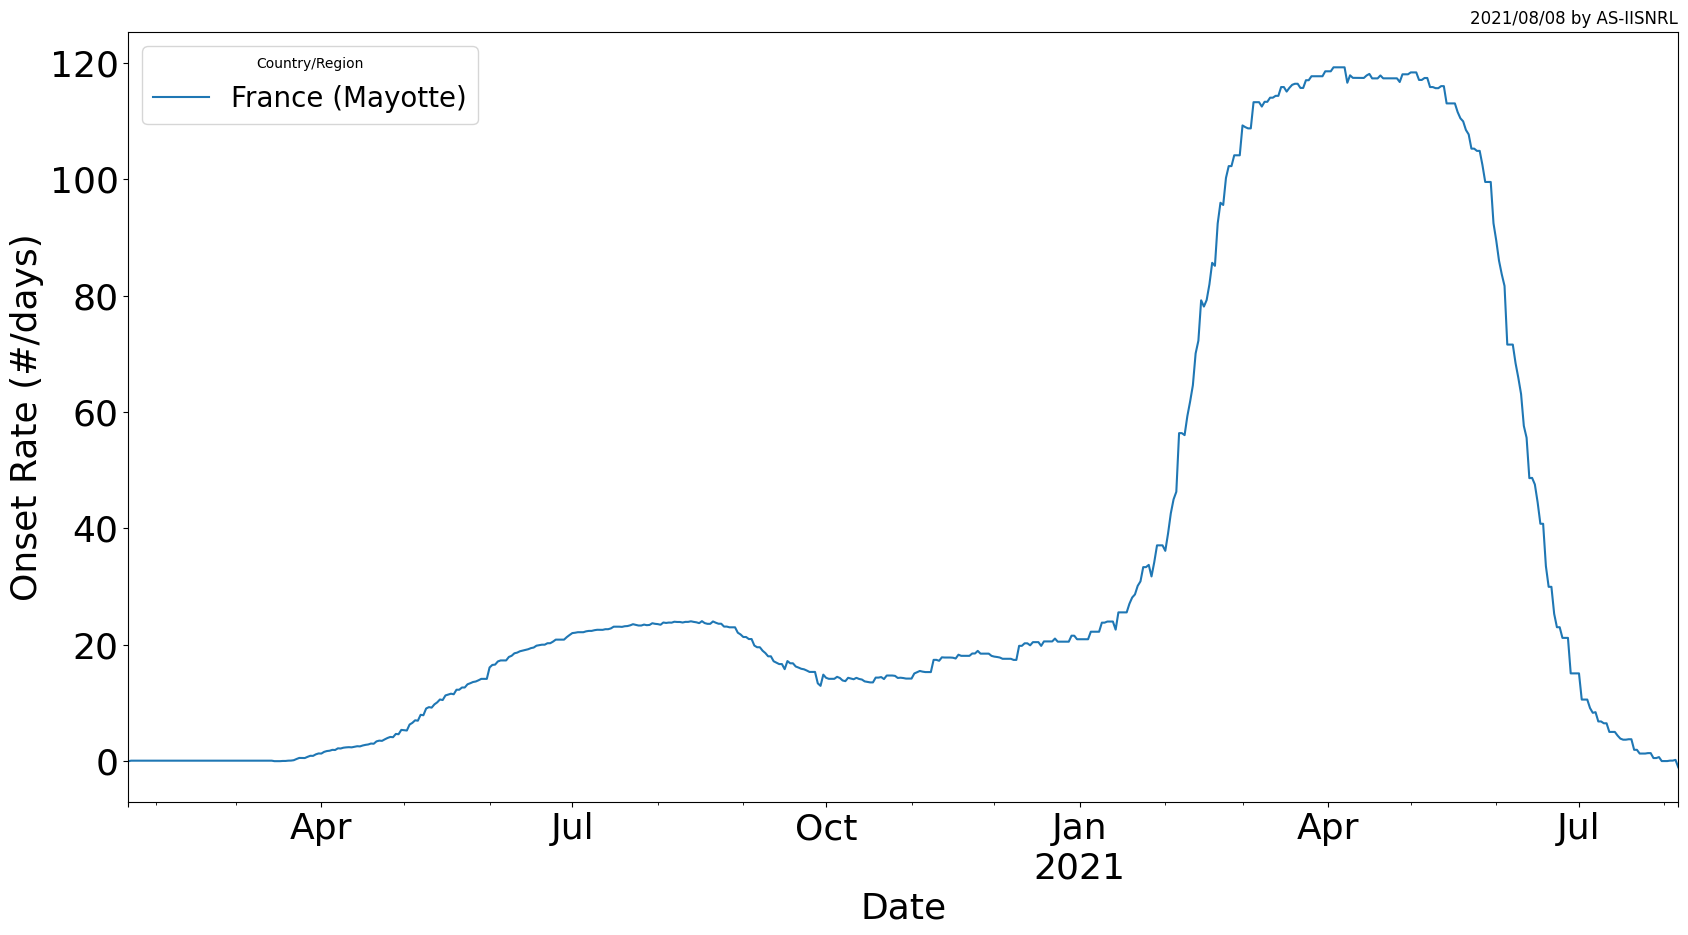 2021/08/08 by AS-IISNRL
Country/Region
France (Mayotte)
120
100
80
60
40
20
0
Onset Rate (#/days)
Apr
Jul
Oct
Jan
2021
Apr
Jul
Date